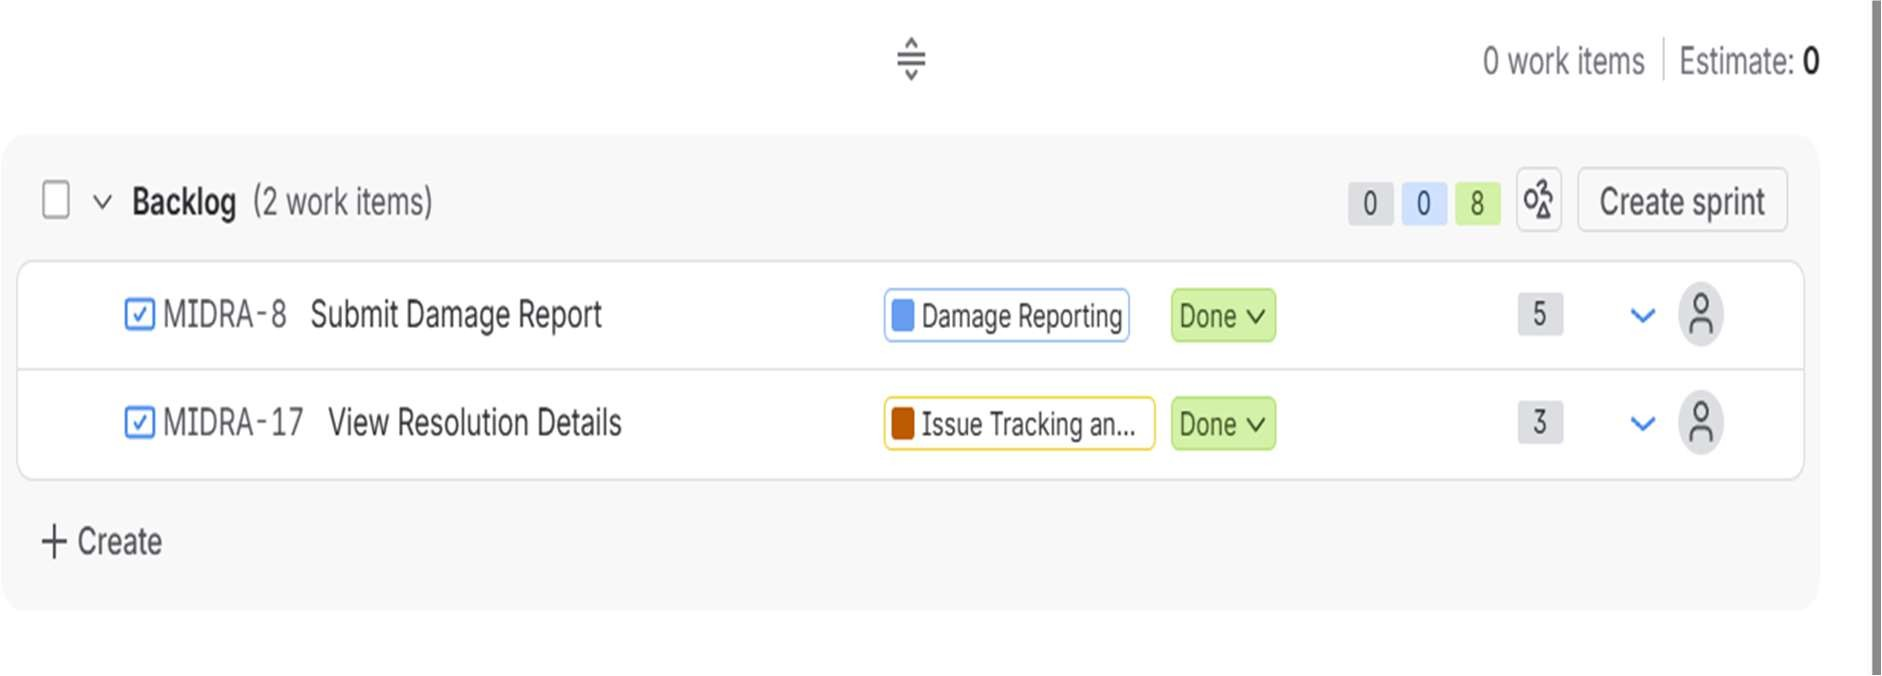 0 work items Estimate: 0
Backlog (2 work items) 0 0 8 Create sprint
MIDRA-8 Submit Damage Report Damage Reporting Done 5
MIDRA-17 View Resolution Details Issue Tracking an... Done 3
+ Create